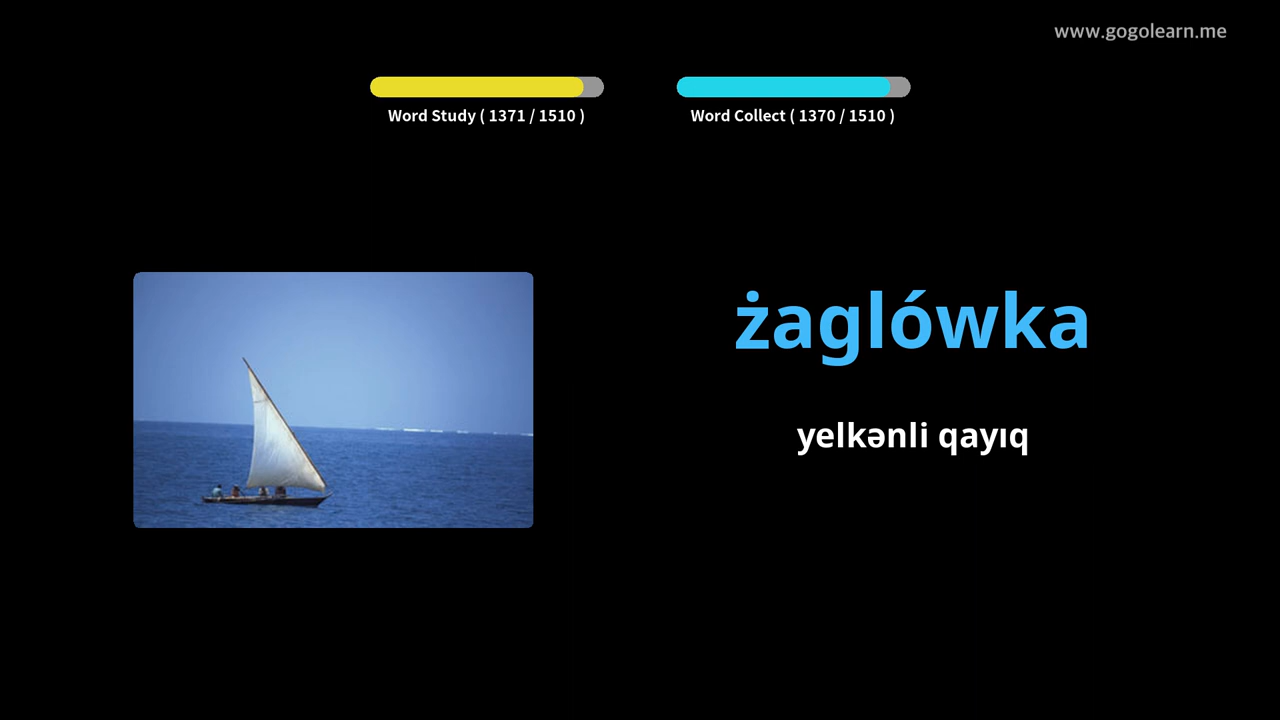 www.gogolearn.me
Word Study ( 1371 / 1510 )
Word Collect ( 1370 / 1510 )
żaglówka
yelkənli qayıq